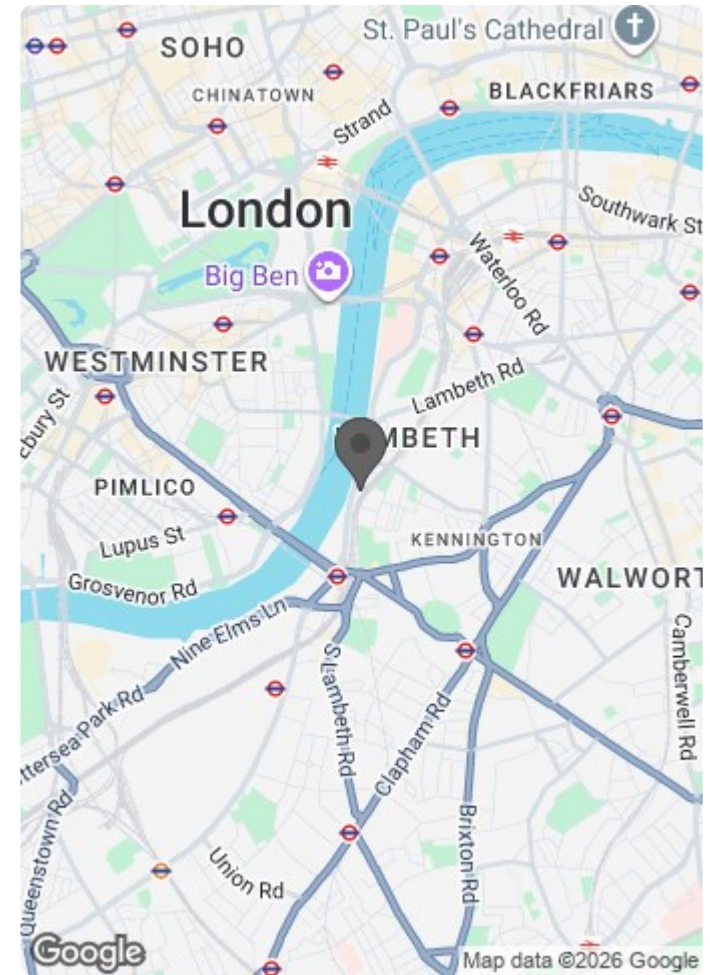 St. Paul's Cathedral
SOHO
CHINATOWN
BLACKFRIARS
Strand
Southwark St
London
Waterloo Rd
Big Ben
WESTMINSTER
Lambeth Rd
ebury St
MBETH
PIMLICO
Lupus St
KENNINGTON
Grosvenor Rd
WALWORT
Nine Elms Ln
Camberwell Rd
S Lambeth Rd
ttersea Park Rd
Clapham Rd
Queenstown Rd
Brixton Rd
Union Rd
Google
Map data ©2026 Google